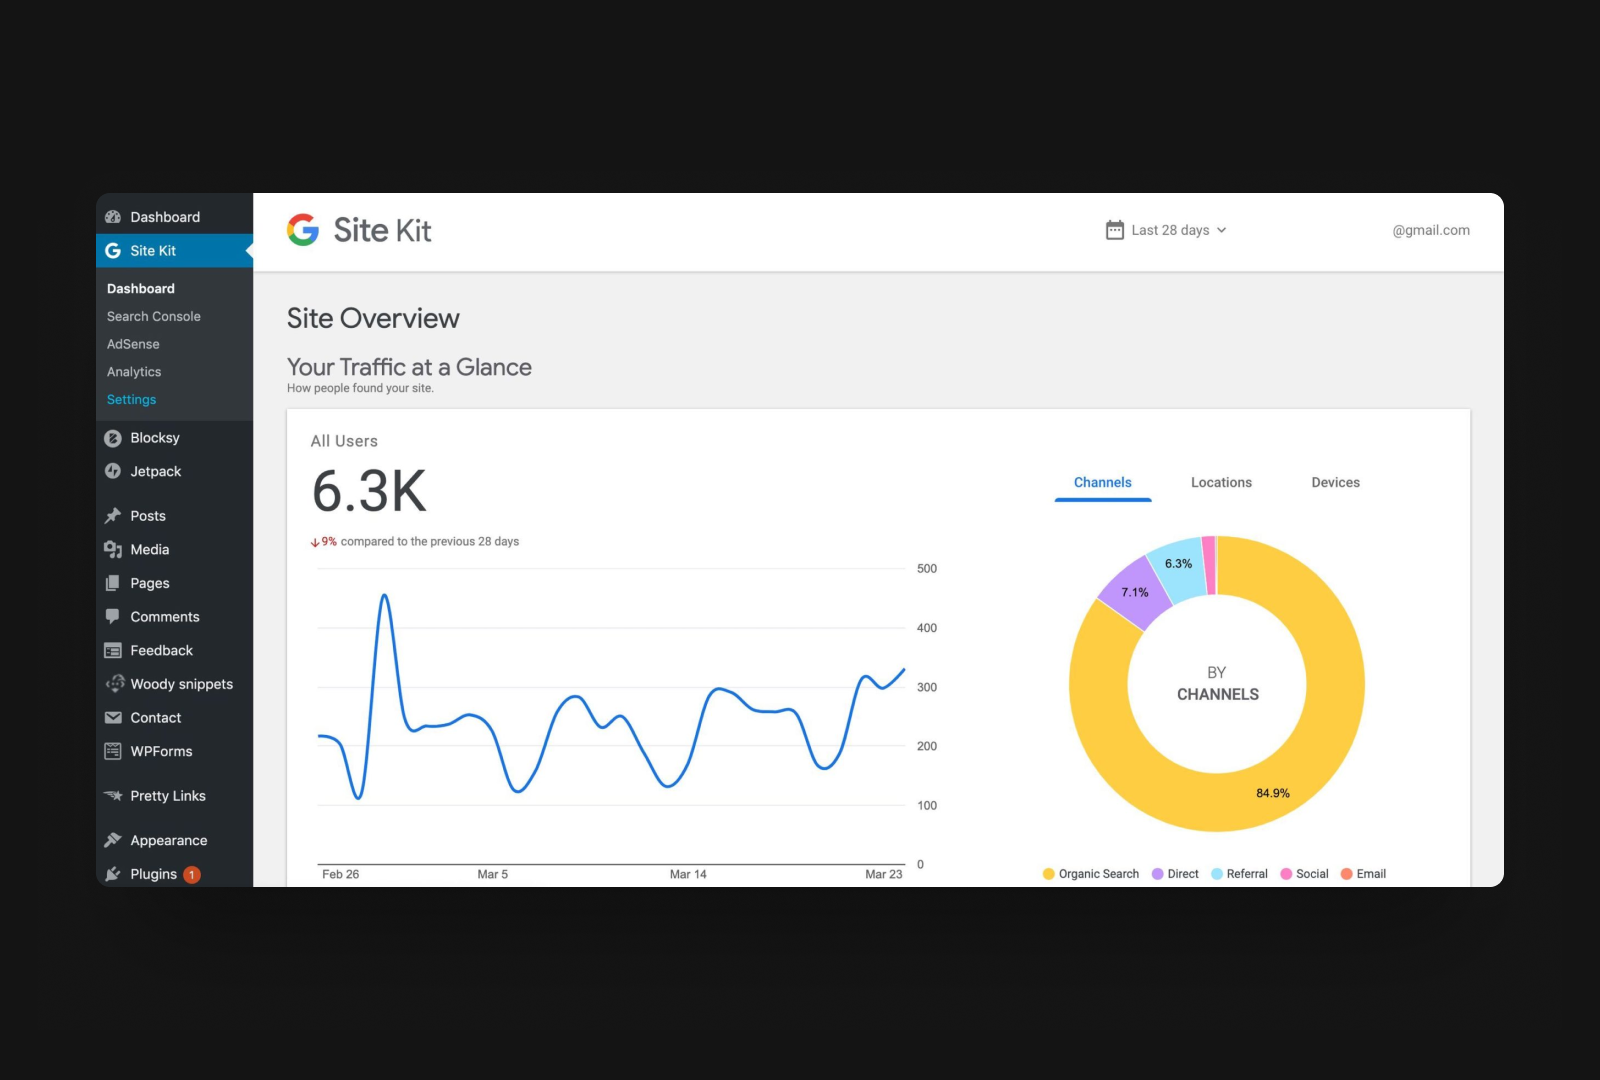 Dashboard
Site Kit
Dashboard
Search Console
AdSense
Analytics
Settings
Blocksy
Jetpack
Posts
Media
Pages
Comments
Feedback
Woody snippets
Contact
WPForms
Pretty Links
Appearance
Plugins 1
Site Kit
Last 28 days
@gmail.com
Site Overview
Your Traffic at a Glance
How people found your site.
All Users
6.3K
↓9% compared to the previous 28 days
500
400
300
200
100
0
Feb 26 Mar 5 Mar 14 Mar 23
Channels Locations Devices
6.3%
7.1%
BY
CHANNELS
84.9%
Organic Search Direct Referral Social Email